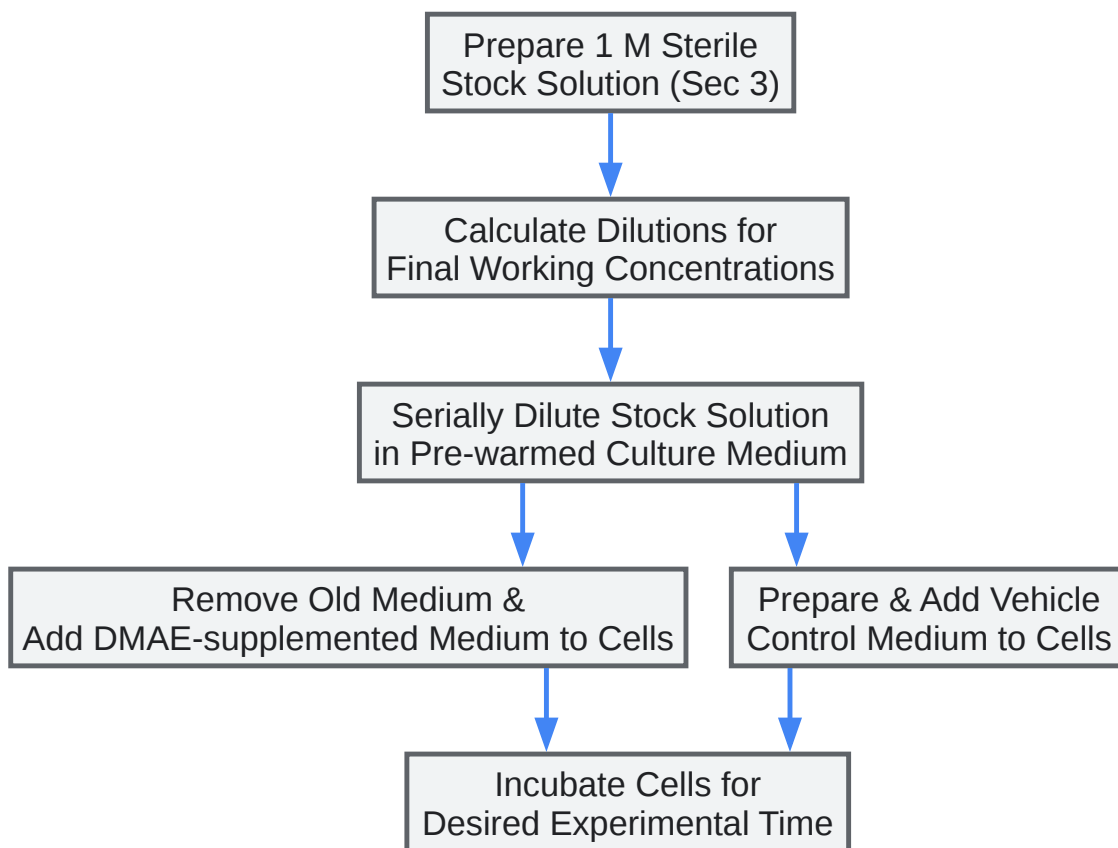 Prepare 1 M Sterile
Stock Solution (Sec 3)
Calculate Dilutions for
Final Working Concentrations
Serially Dilute Stock Solution
in Pre-warmed Culture Medium
Remove Old Medium &
Add DMAE-supplemented Medium to Cells
Prepare & Add Vehicle
Control Medium to Cells
Incubate Cells for
Desired Experimental Time